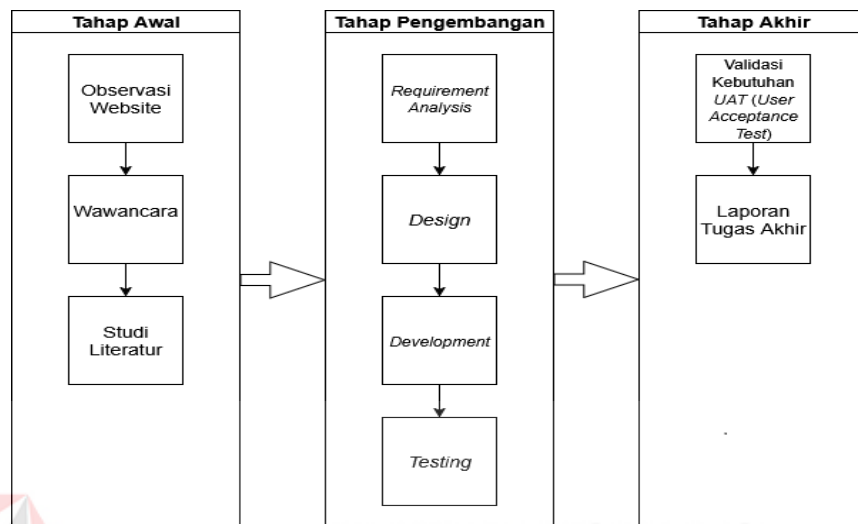 Tahap Awal
Observasi
Website
Wawancara
Studi
Literatur
Tahap Pengembangan
Requirement
Analysis
Design
Development
Testing
Tahap Akhir
Validasi
Kebutuhan
UAT (User
Acceptance
Test)
Laporan
Tugas Akhir